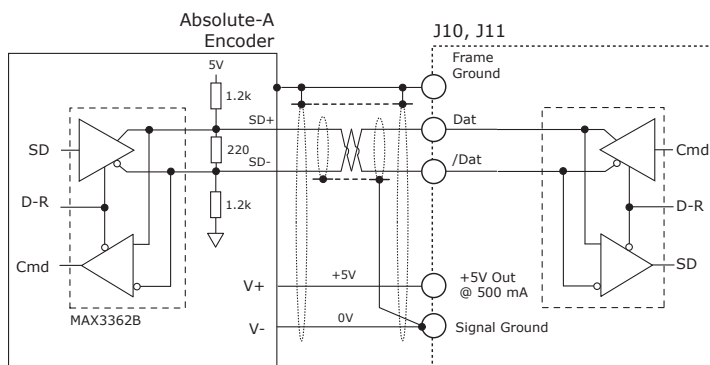 Absolute-A
Encoder
J10, J11
5V
Frame
Ground
1.2k
SD+
Dat
SD
220
Cmd
SD-
/Dat
D-R
1.2k
D-R
Cmd
SD
V+
+5V
+5V Out
@ 500 mA
MAX3362B
V-
0V
Signal Ground